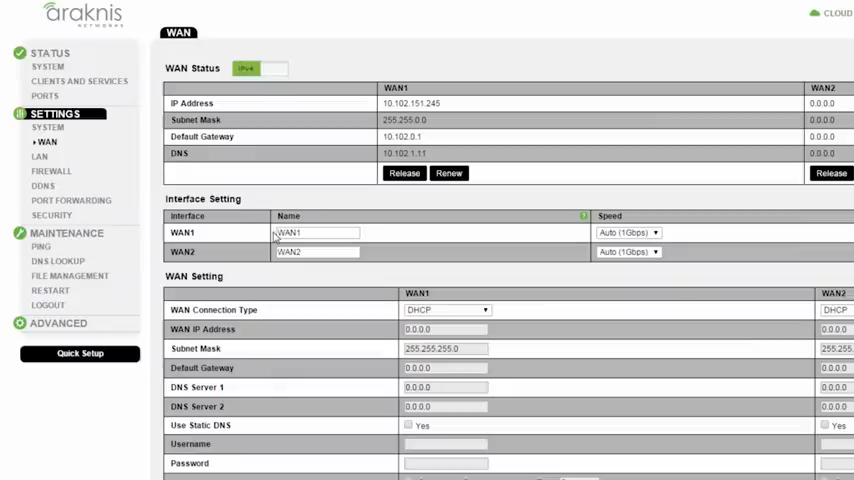 araknis
NETWORKS
CLOUD
WAN
STATUS
SYSTEM
CLIENTS AND SERVICES
PORTS
SETTINGS
SYSTEM
WAN
LAN
FIREWALL
DDNS
PORT FORWARDING
SECURITY
MAINTENANCE
PING
DNS LOOKUP
FILE MANAGEMENT
RESTART
LOGOUT
ADVANCED
Quick Setup
WAN Status IPv4
WAN1 WAN2
IP Address 10.102.151.245 0.0.0.0
Subnet Mask 255.255.0.0 0.0.0.0
Default Gateway 10.102.0.1 0.0.0.0
DNS 10.102.1.11 0.0.0.0
Release Renew Release
Interface Setting
Interface Name ? Speed
WAN1 WAN1 Auto (1Gbps)
WAN2 WAN2 Auto (1Gbps)
WAN Setting
WAN1 WAN2
WAN Connection Type DHCP DHCP
WAN IP Address 0.0.0.0 0.0.0.0
Subnet Mask 255.255.255.0 255.255.
Default Gateway 0.0.0.0 0.0.0.0
DNS Server 1 0.0.0.0 0.0.0.0
DNS Server 2 0.0.0.0 0.0.0.0
Use Static DNS Yes Yes
Username
Password